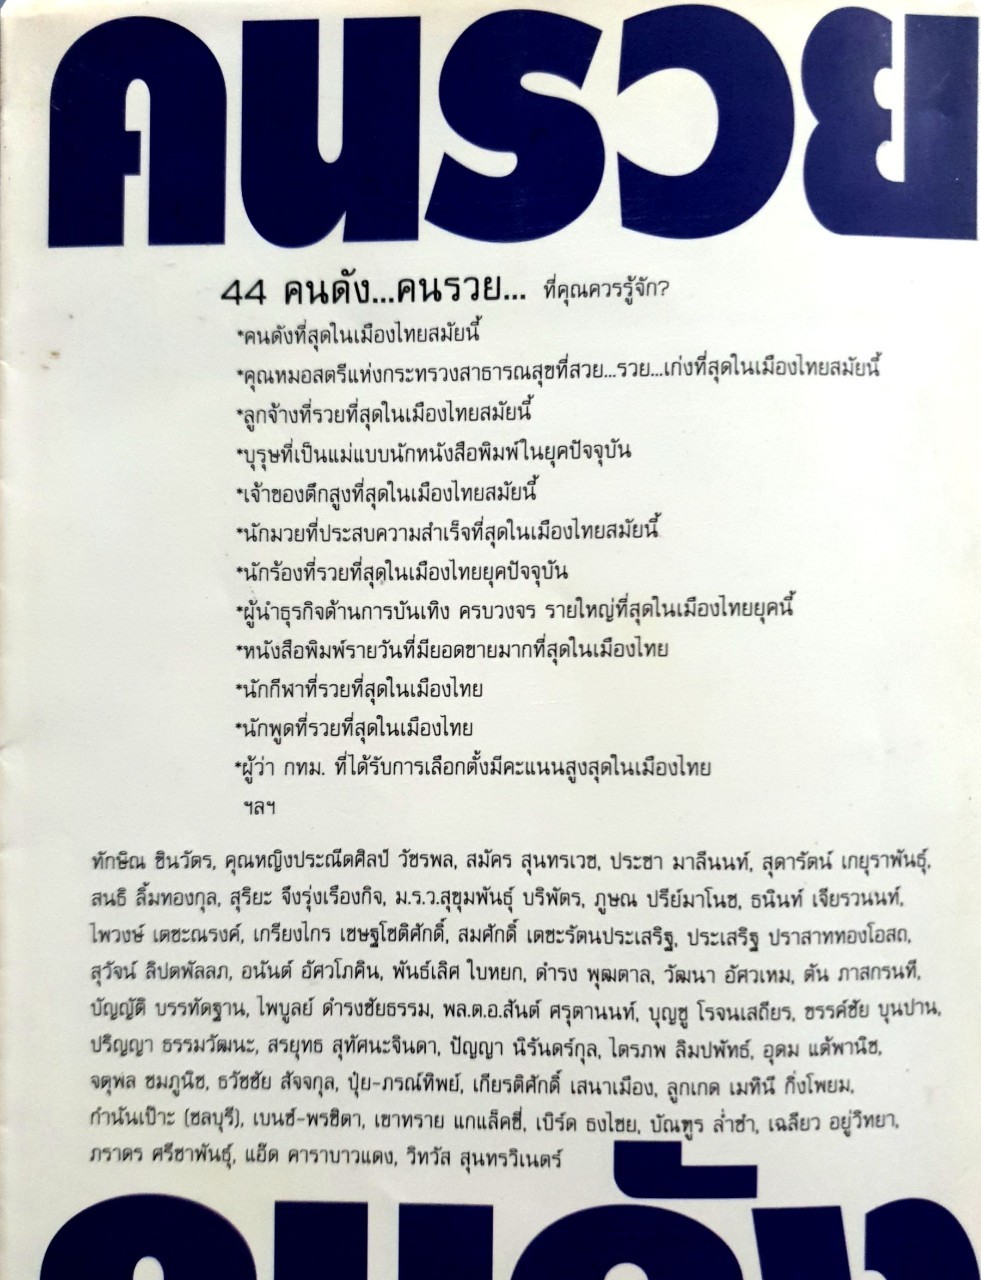 คนรวย
44 คนดัง...คนรวย... ที่คุณควรรู้จัก?
*คนดังที่สุดในเมืองไทยสมัยนี้
*คุณหมอสตรีแห่งกระทรวงสาธารณสุขที่สวย...รวย...เก่งที่สุดในเมืองไทยสมัยนี้
*ลูกจ้างที่รวยที่สุดในเมืองไทยสมัยนี้
*บุรุษที่เป็นแม่แบบนักหนังสือพิมพ์ในยุคปัจจุบัน
*เจ้าของตึกสูงที่สุดในเมืองไทยสมัยนี้
*นักมวยที่ประสบความสำเร็จที่สุดในเมืองไทยสมัยนี้
*นักร้องที่รวยที่สุดในเมืองไทยยุคปัจจุบัน
*ผู้นำธุรกิจด้านการบันเทิง ครบวงจร รายใหญ่ที่สุดในเมืองไทยยุคนี้
*หนังสือพิมพ์รายวันที่มียอดขายมากที่สุดในเมืองไทย
*นักกีฬาที่รวยที่สุดในเมืองไทย
*นักพูดที่รวยที่สุดในเมืองไทย
*ผู้ว่า กทม. ที่ได้รับการเลือกตั้งมีคะแนนสูงสุดในเมืองไทย
ฯลฯ
ทักษิณ ชินวัตร, คุณหญิงประณีตศิลป์ วัชรพล, สมัคร สุนทรเวช, ประชา มาลีนนท์, สุดารัตน์ เกยุราพันธุ์,
สนธิ ลิ้มทองกุล, สุริยะ จึงรุ่งเรืองกิจ, ม.ร.ว.สุขุมพันธุ์ บริพัตร, ภูษณ ปรีย์มาโนช, ธนินท์ เจียรวนนท์,
ไพวงษ์ เตชะณรงค์, เกรียงไกร เชษฐโชติศักดิ์, สมศักดิ์ เตชะรัตนประเสริฐ, ประเสริฐ ปราสาททองโอสถ,
สุวัจน์ ลิปตพัลลภ, อนันต์ อัศวโภคิน, พันธ์เลิศ ใบหยก, ดำรง พุฒตาล, วัฒนา อัศวเหม, ตัน ภาสกรนที,
บัญญัติ บรรทัดฐาน, ไพบูลย์ ดำรงชัยธรรม, พล.ต.อ.สันต์ ศรุตานนท์, บุญชู โรจนเสถียร, ขรรค์ชัย บุนปาน,
ปริญญา ธรรมวัฒนะ, สรยุทธ สุทัศนะจินดา, ปัญญา นิรันดร์กุล, ไตรภพ ลิมปพัทธ์, อุดม แต้พานิช,
จตุพล ชมภูนิช, ธวัชชัย สัจจกุล, ปุ๋ย-ภรณ์ทิพย์, เกียรติศักดิ์ เสนาเมือง, ลูกเกด เมทินี กิ่งโพยม,
กำนันเป๊าะ (ชลบุรี), เบนซ์-พรชิตา, เขาทราย แกแล็คซี่, เบิร์ด ธงไชย, บัณฑูร ล่ำซำ, เฉลียว อยู่วิทยา,
ภราดร ศรีชาพันธุ์, แอ๊ด คาราบาวแดง, วิทวัส สุนทรวิเนตร์
คนดัง